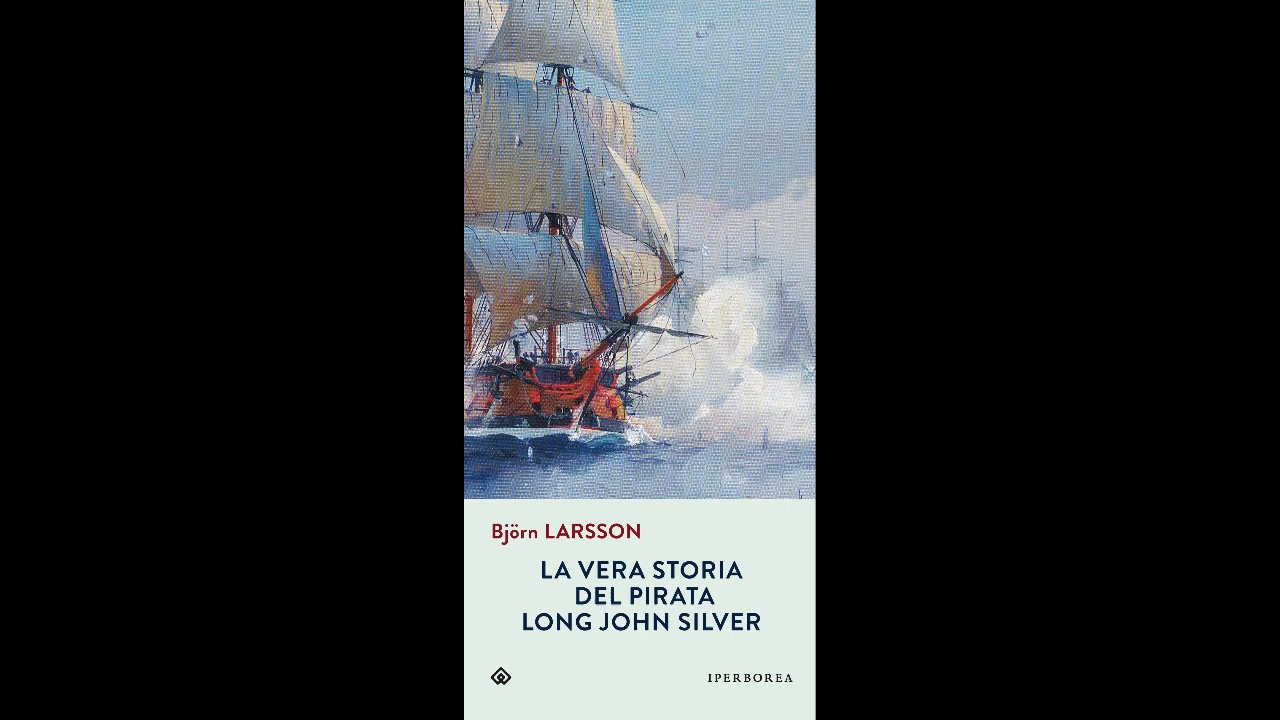 Björn LARSSON
LA VERA STORIA
DEL PIRATA
LONG JOHN SILVER
IPERBOREA